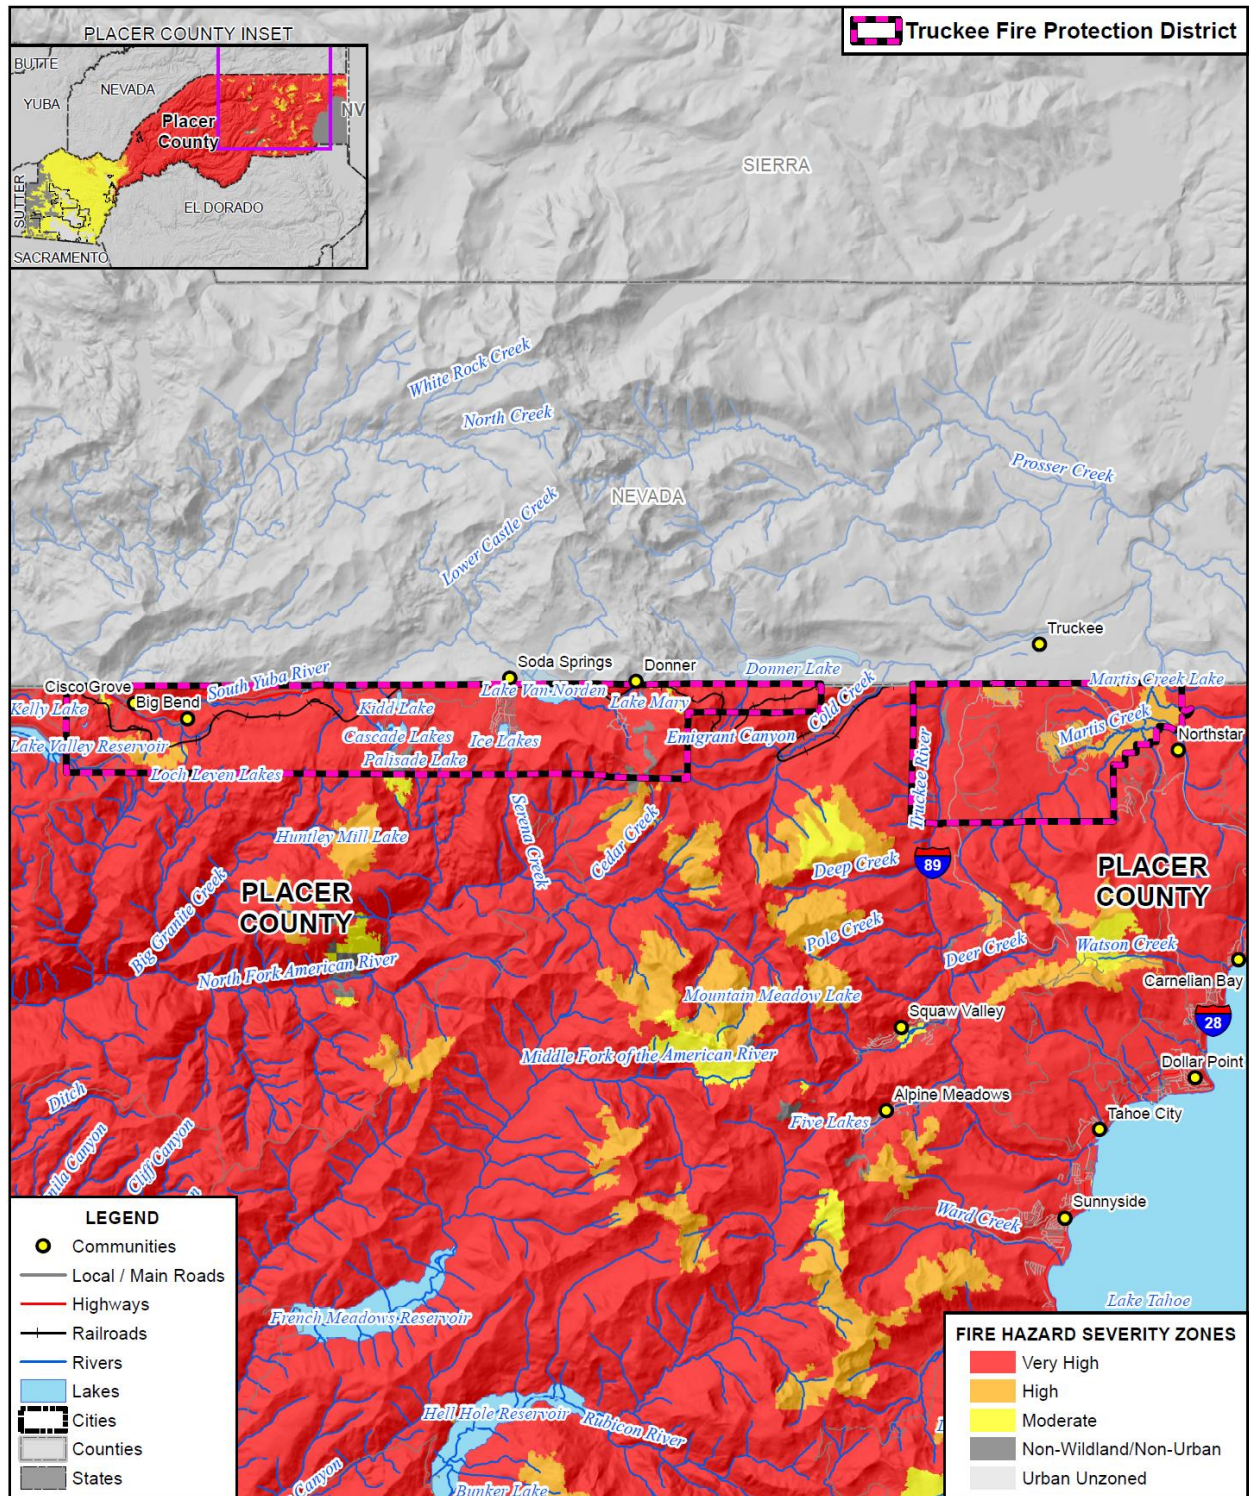 PLACER COUNTY INSET
Truckee Fire Protection District
BUTTE
YUBA
NEVADA
Placer
County
NV
SUTTER
EL DORADO
SACRAMENTO
SIERRA
White Rock Creek
North Creek
Prosser Creek
NEVADA
Lower Castle Creek
Truckee
Soda Springs
Donner
Donner Lake
South Yuba River
Martis Creek Lake
Cisco Grove
Kelly Lake
Big Bend
Kidd Lake
Lake Van Norden
Lake Mary
Cold Creek
Martis Creek
Northstar
Lake Valley Reservoir
Cascade Lakes
Ice Lakes
Emigrant Canyon
Palisade Lake
Loch Leven Lakes
Truckee River
Serena Creek
Cedar Creek
Huntley Mill Lake
Deep Creek
89
PLACER
COUNTY
PLACER
COUNTY
Big Granite Creek
Pole Creek
Deer Creek
Watson Creek
North Fork American River
Carnelian Bay
Mountain Meadow Lake
Squaw Valley
28
Middle Fork of the American River
Dollar Point
Ditch
Alpine Meadows
Five Lakes
Tahoe City
Cliff Canyon
Canyon
Sunnyside
Ward Creek
French Meadows Reservoir
Lake Tahoe
Hell Hole Reservoir
Rubicon River
Canyon
Bunker Lake
LEGEND
Communities
Local / Main Roads
Highways
Railroads
Rivers
Lakes
Cities
Counties
States
FIRE HAZARD SEVERITY ZONES
Very High
High
Moderate
Non-Wildland/Non-Urban
Urban Unzoned